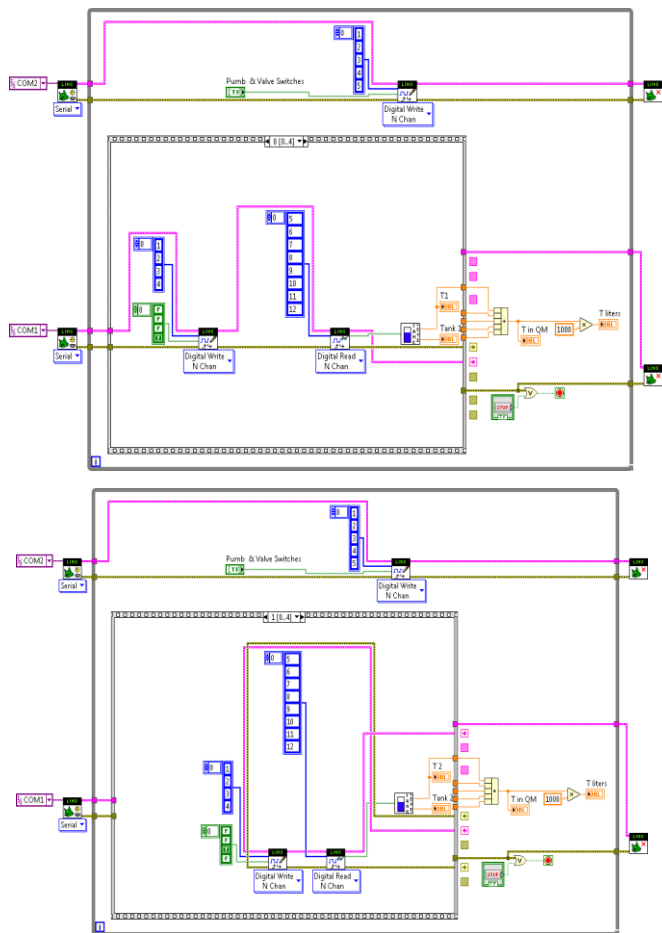 COM2
LINX
Serial
Pumb & Valve Switches
TF
0
1
2
3
4
5
LINX
Digital Write
N Chan
LINX
0 [0..4]
COM1
LINX
Serial
0
1
2
3
4
0
F
F
F
T
LINX
Digital Write
N Chan
0
5
6
7
8
9
10
11
12
LINX
Digital Read
N Chan
T1
DBL
Tank 1
DBL
T in QM
DBL
1000
T liters
DBL
STOP
TF
LINX
i
COM2
LINX
Serial
Pumb & Valve Switches
TF
0
1
2
3
4
5
LINX
Digital Write
N Chan
LINX
1 [0..4]
COM1
LINX
Serial
0
5
6
7
8
9
10
11
12
0
1
2
3
4
0
F
F
T
F
LINX
Digital Write
N Chan
LINX
Digital Read
N Chan
T 2
DBL
Tank 2
DBL
T in QM
DBL
1000
T liters
DBL
STOP
TF
LINX
i